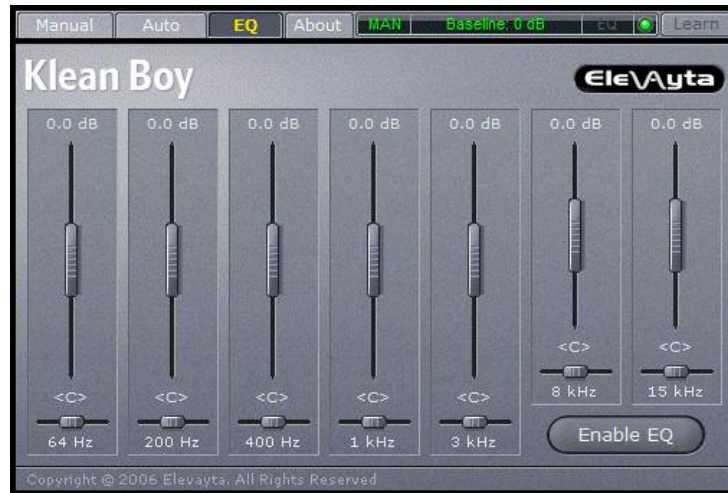 Manual Auto EQ About MAN Baseline: 0 dB EQ Learn
Klean Boy EleVAyta
0.0 dB 0.0 dB 0.0 dB 0.0 dB 0.0 dB 0.0 dB 0.0 dB
<C> <C>
8 kHz 15 kHz
<C> <C> <C> <C> <C>
64 Hz 200 Hz 400 Hz 1 kHz 3 kHz
Enable EQ
Copyright © 2006 Elevayta. All Rights Reserved